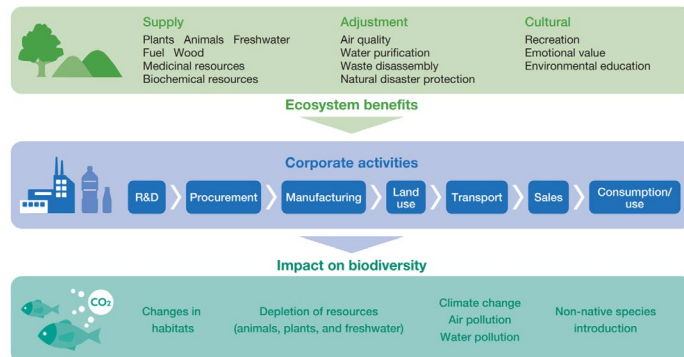 Supply
Plants Animals Freshwater
Fuel Wood
Medicinal resources
Biochemical resources
Adjustment
Air quality
Water purification
Waste disassembly
Natural disaster protection
Cultural
Recreation
Emotional value
Environmental education
Ecosystem benefits
Corporate activities
R&D
Procurement
Manufacturing
Land
use
Transport
Sales
Consumption/
use
Impact on biodiversity
CO2
Changes in
habitats
Depletion of resources
(animals, plants, and freshwater)
Climate change
Air pollution
Water pollution
Non-native species
introduction